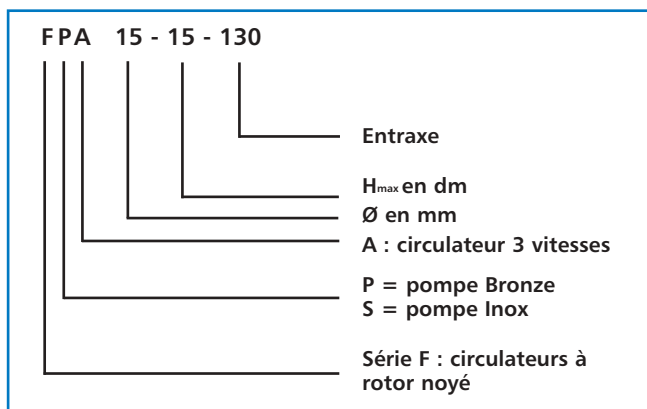 FPA 15 - 15 - 130
Entraxe
Hmax en dm
Ø en mm
A : circulateur 3 vitesses
P = pompe Bronze
S = pompe Inox
Série F : circulateurs à
rotor noyé